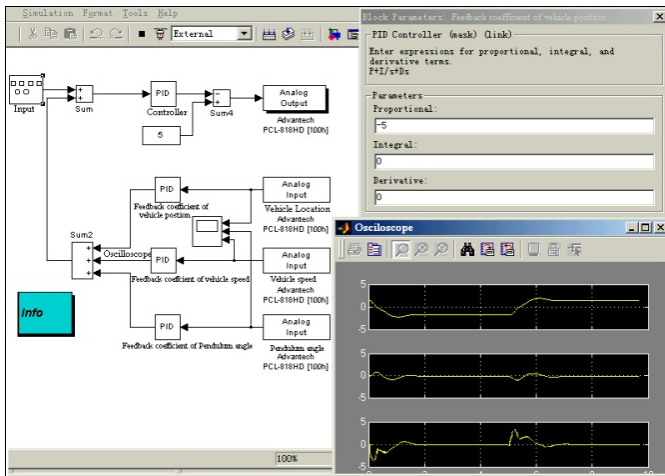 Simulation Format Tools Help
External
Input
Sum
PID
Controller
5
Sum4
Analog
Output
Advantech
PCL-818HD [100h]
PID
Feedback coefficient of
vehicle postion
Analog
Input
Vehicle Location
Advantech
PCL-818HD [100h]
Sum2
Oscilloscope
PID
Feedback coeffcient of vehicle speed
Analog
Input
Vehicle speed
Advantech
PCL-818HD [100h]
Info
PID
Feedback coefficient of Pendulum angle
Analog
Input
Pendulum angle
Advantech
PCL-818HD [100h]
100%
Block Parameters: Feedback coefficient of vehicle postion
PID Controller (mask) (link)
Enter expressions for proportional, integral, and
derivative terms.
P+I/s+Ds
Parameters
Proportional:
-5
Integral:
0
Derivative:
0
Osciloscope
5
0
-5
5
0
-5
5
0
-5